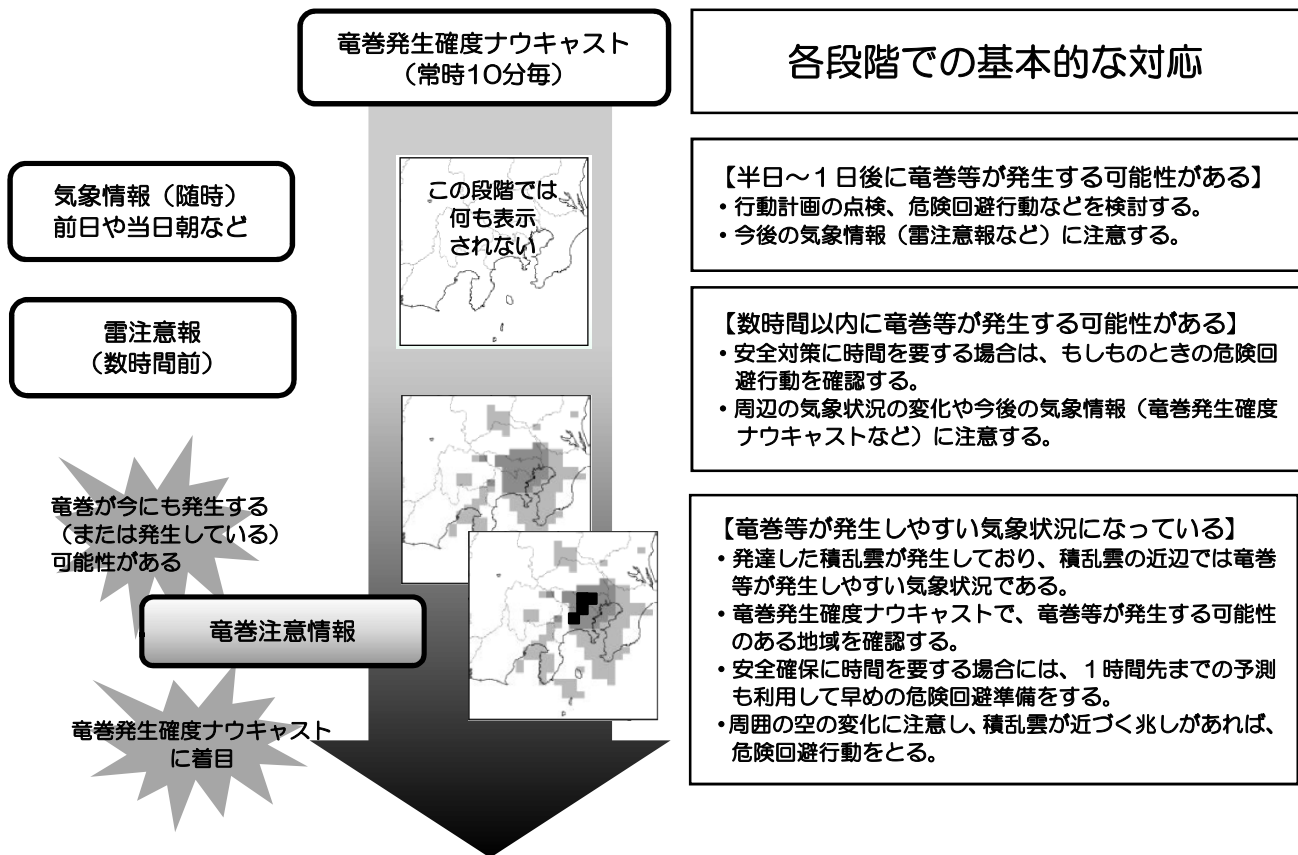 竜巻発生確度ナウキャスト
（常時10分毎）
各段階での基本的な対応
気象情報（随時）
前日や当日朝など
この段階では
何も表示
されない
【半日～１日後に竜巻等が発生する可能性がある】
・行動計画の点検、危険回避行動などを検討する。
・今後の気象情報（雷注意報など）に注意する。
雷注意報
（数時間前）
【数時間以内に竜巻等が発生する可能性がある】
・安全対策に時間を要する場合は、もしものときの危険回
避行動を確認する。
・周辺の気象状況の変化や今後の気象情報（竜巻発生確度
ナウキャストなど）に注意する。
竜巻が今にも発生する
（または発生している）
可能性がある
竜巻注意情報
竜巻発生確度ナウキャスト
に着目
【竜巻等が発生しやすい気象状況になっている】
・発達した積乱雲が発生しており、積乱雲の近辺では竜巻
等が発生しやすい気象状況である。
・竜巻発生確度ナウキャストで、竜巻等が発生する可能性
のある地域を確認する。
・安全確保に時間を要する場合には、１時間先までの予測
も利用して早めの危険回避準備をする。
・周囲の空の変化に注意し、積乱雲が近づく兆しがあれば、
危険回避行動をとる。